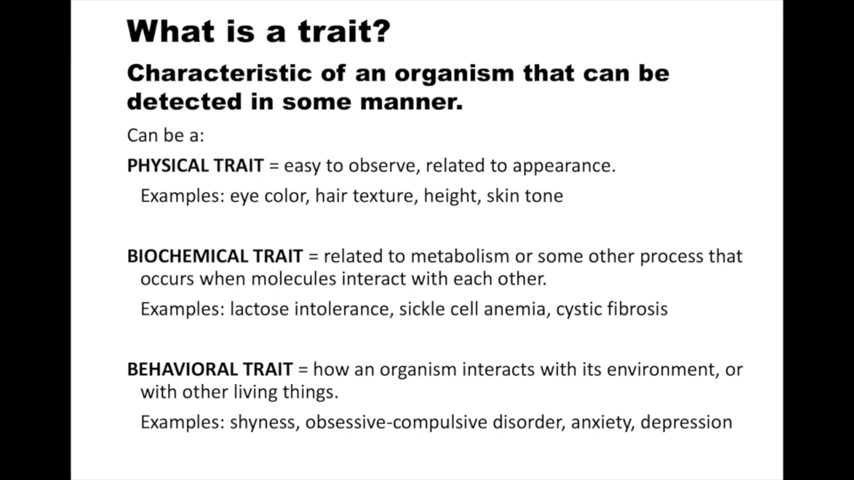 What is a trait?
Characteristic of an organism that can be
detected in some manner.
Can be a:
PHYSICAL TRAIT = easy to observe, related to appearance.
Examples: eye color, hair texture, height, skin tone
BIOCHEMICAL TRAIT = related to metabolism or some other process that
occurs when molecules interact with each other.
Examples: lactose intolerance, sickle cell anemia, cystic fibrosis
BEHAVIORAL TRAIT = how an organism interacts with its environment, or
with other living things.
Examples: shyness, obsessive-compulsive disorder, anxiety, depression